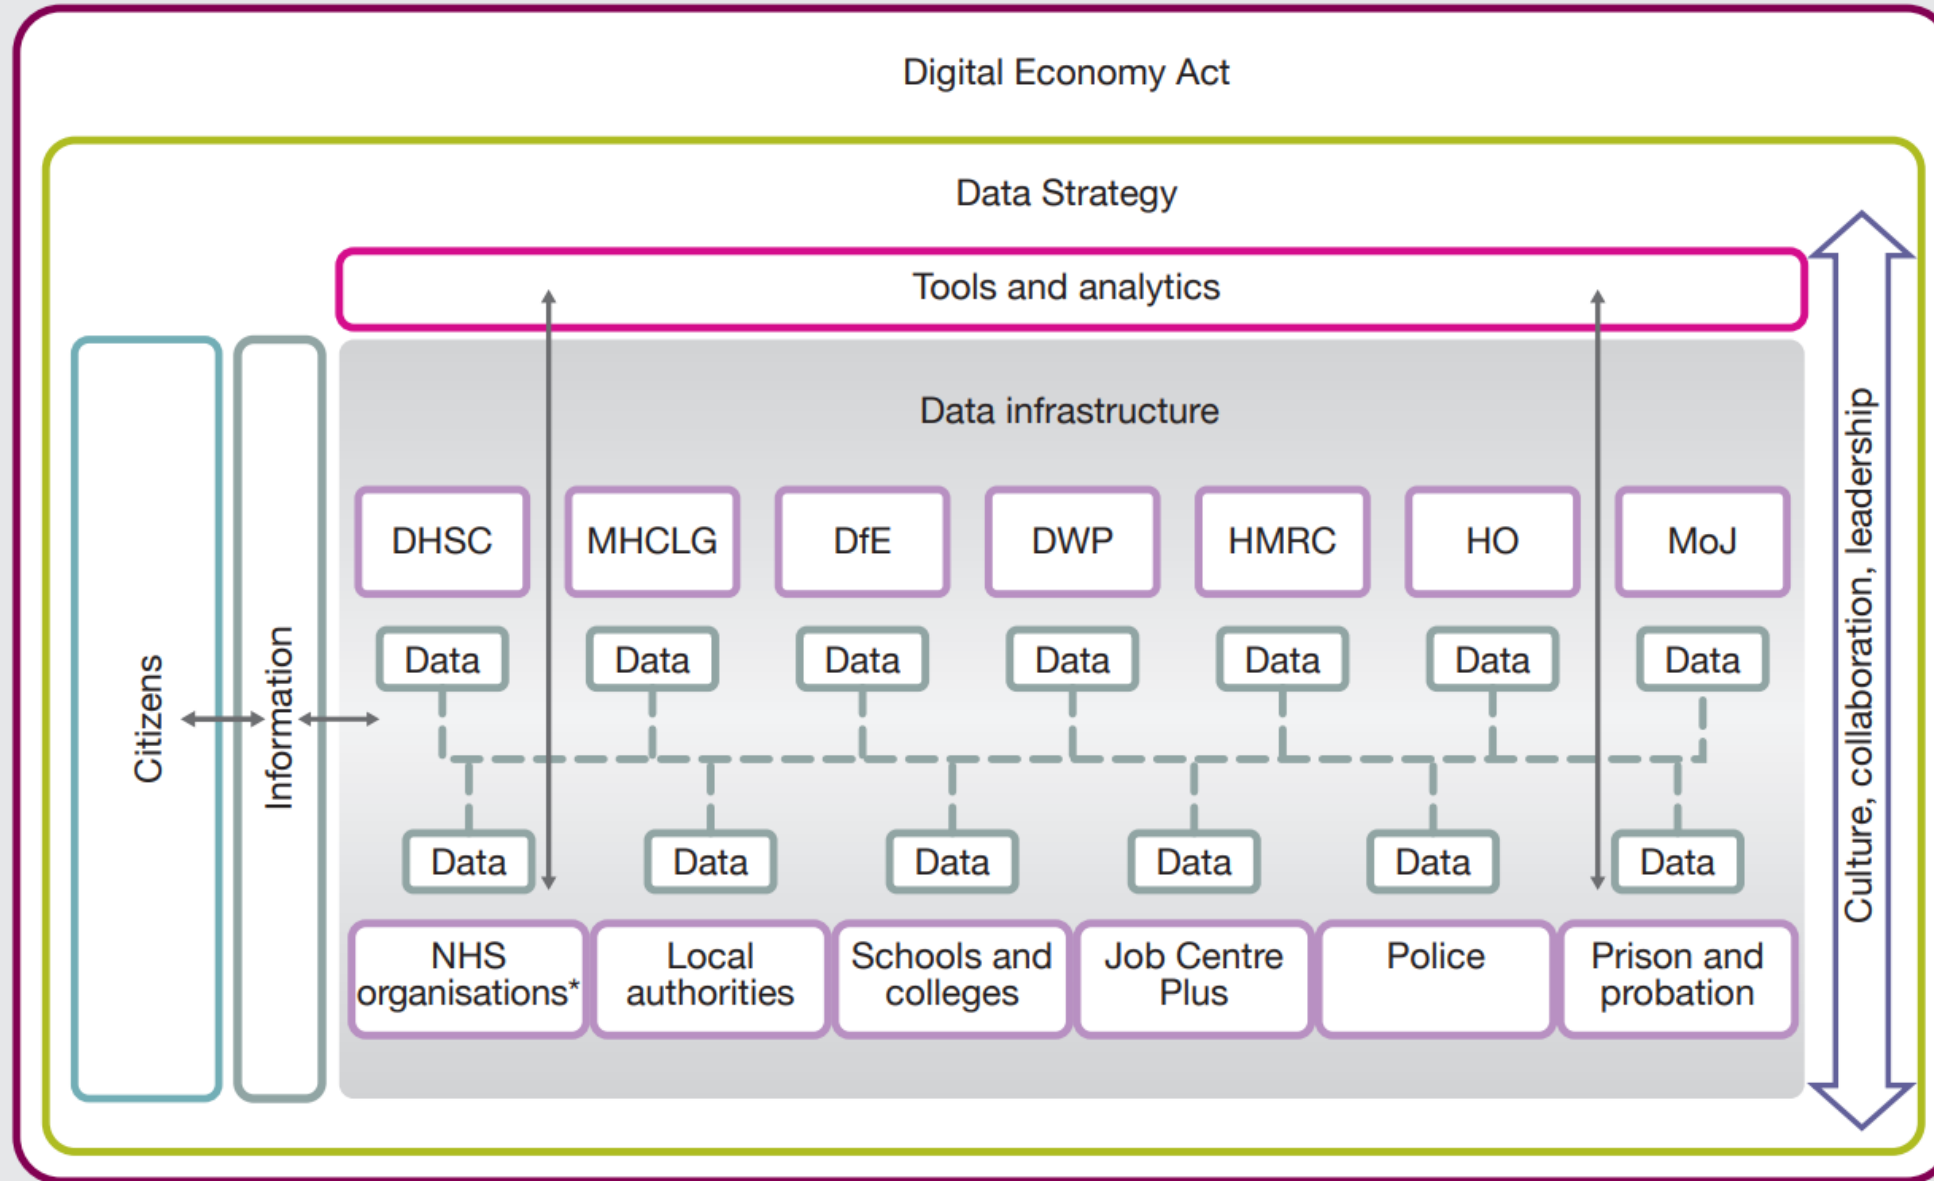 Digital Economy Act
Data Strategy
Tools and analytics
Citizens
Information
Data infrastructure
DHSC
MHCLG
DfE
DWP
HMRC
HO
MoJ
Data
Data
Data
Data
Data
Data
Data
Data
Data
Data
Data
Data
Data
NHS
organisations*
Local
authorities
Schools and
colleges
Job Centre
Plus
Police
Prison and
probation
Culture, collaboration, leadership